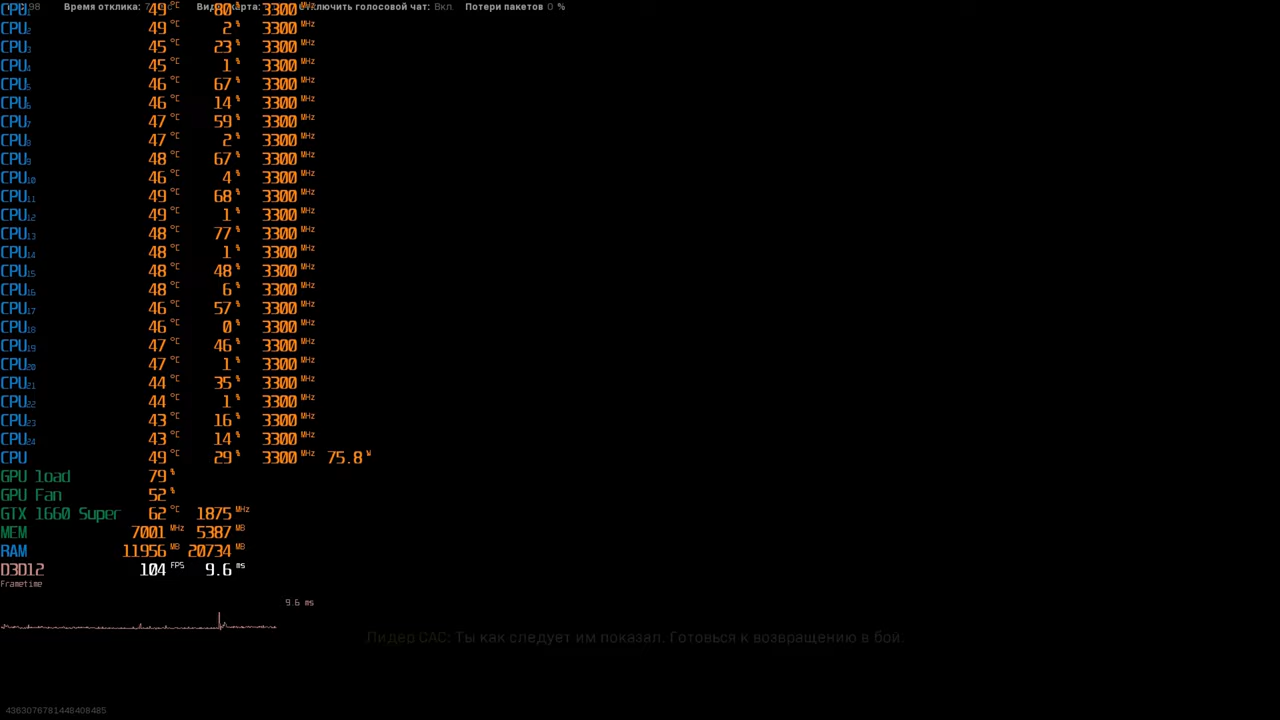 98 Время отклика: 7 Видеокарта: отключить голосовой чат: Вкл. Потери пакетов 0 %
CPU1 49 °C 80 % 3300 MHz
CPU2 49 °C 2 % 3300 MHz
CPU3 45 °C 23 % 3300 MHz
CPU4 45 °C 1 % 3300 MHz
CPU5 46 °C 67 % 3300 MHz
CPU6 46 °C 14 % 3300 MHz
CPU7 47 °C 59 % 3300 MHz
CPU8 47 °C 2 % 3300 MHz
CPU9 48 °C 67 % 3300 MHz
CPU10 46 °C 4 % 3300 MHz
CPU11 49 °C 68 % 3300 MHz
CPU12 49 °C 1 % 3300 MHz
CPU13 48 °C 77 % 3300 MHz
CPU14 48 °C 1 % 3300 MHz
CPU15 48 °C 48 % 3300 MHz
CPU16 48 °C 6 % 3300 MHz
CPU17 46 °C 57 % 3300 MHz
CPU18 46 °C 0 % 3300 MHz
CPU19 47 °C 46 % 3300 MHz
CPU20 47 °C 1 % 3300 MHz
CPU21 44 °C 35 % 3300 MHz
CPU22 44 °C 1 % 3300 MHz
CPU23 43 °C 16 % 3300 MHz
CPU24 43 °C 14 % 3300 MHz
CPU 49 °C 29 % 3300 MHz 75.8 W
GPU load 79 %
GPU Fan 52 %
GTX 1660 Super 62 °C 1875 MHz
MEM 7001 MHz 5387 MB
RAM 11956 MB 20734 MB
D3D12 104 FPS 9.6 ms
Frametime
9.6 ms
Лидер САС: Ты как следует им показал. Готовься к возвращению в бой.
4363076781448408485